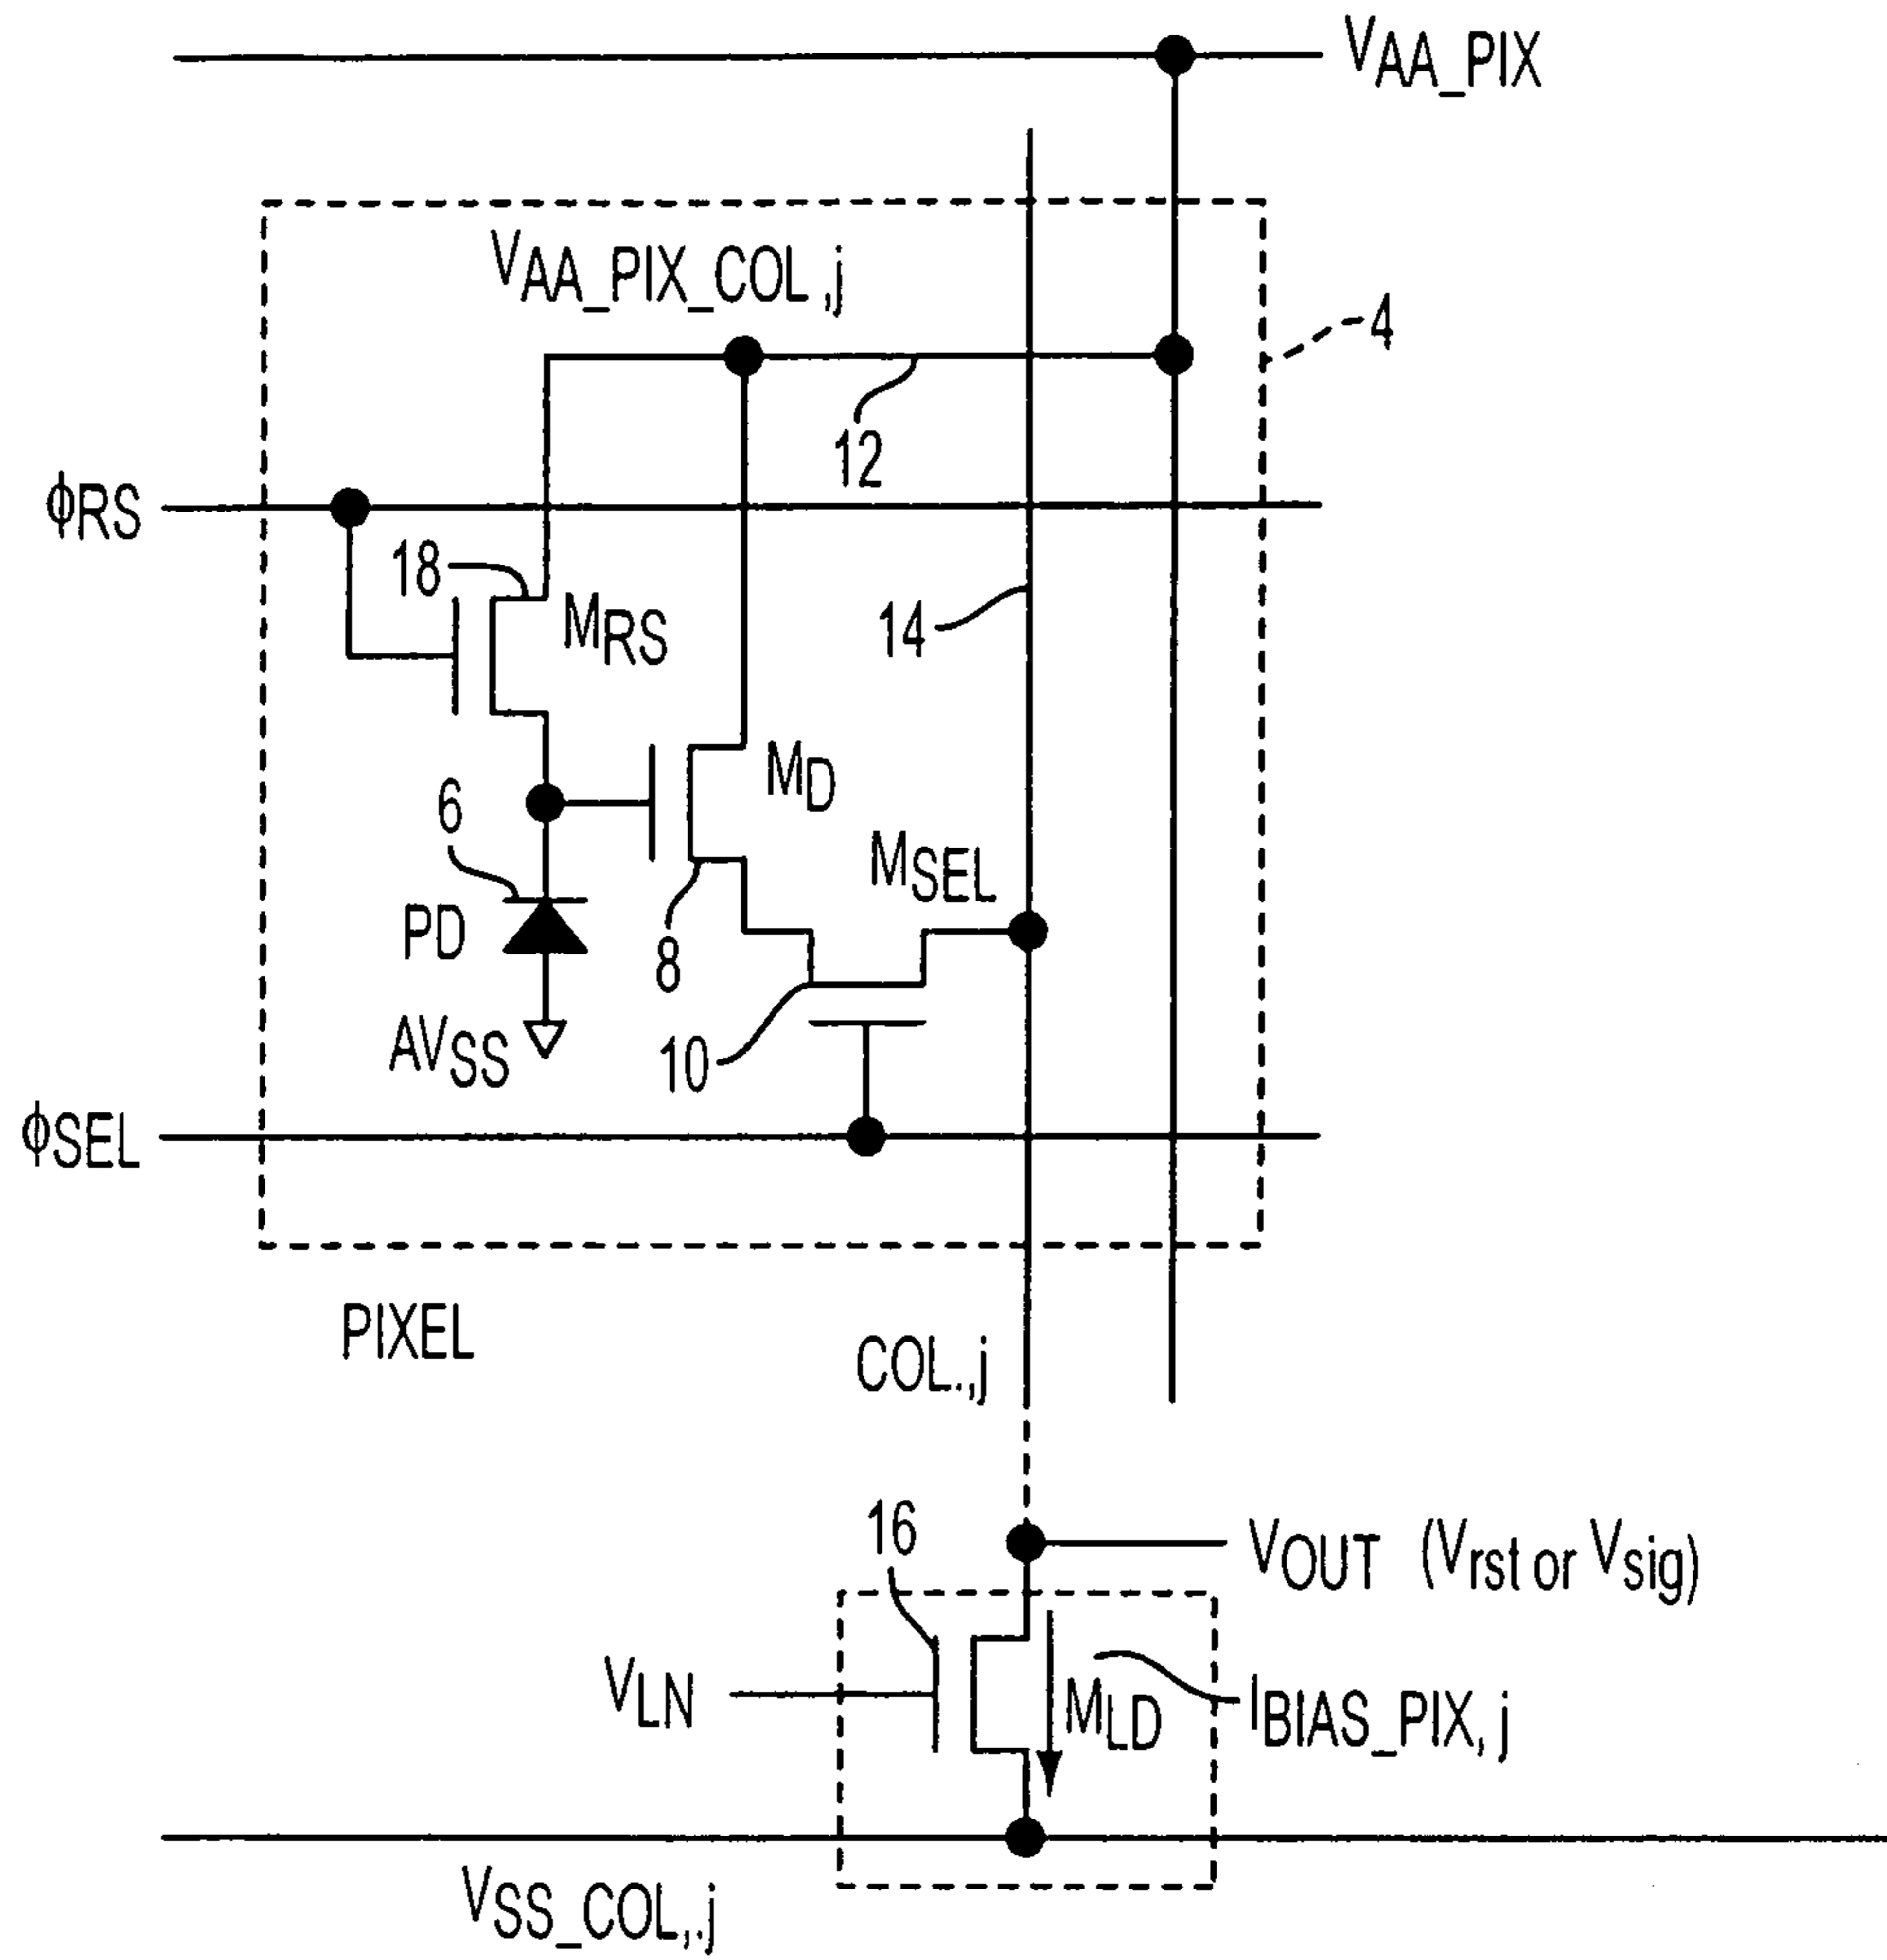 VAA_PIX
VAA_PIX_COL,j
4
12
ϕRS
18
MRS
14
6
MD
MSEL
PD
8
AVSS
10
ϕSEL
PIXEL
COL.,j
16
VOUT (Vrst or Vsig)
VLN
MLD
IBIAS_PIX, j
VSS_COL,.j